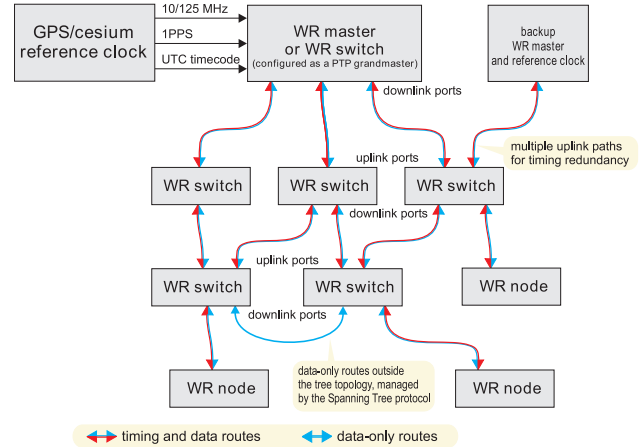 10/125 MHz
GPS/cesium
reference clock
1PPS
UTC timecode
WR master
or WR switch
(configured as a PTP grandmaster)
backup
WR master
and reference clock
downlink ports
multiple uplink paths
for timing redundancy
uplink ports
WR switch
WR switch
WR switch
downlink ports
uplink ports
WR switch
WR switch
WR node
downlink ports
data-only routes outside
the tree topology, managed
by the Spanning Tree protocol
WR node
WR node
timing and data routes
data-only routes